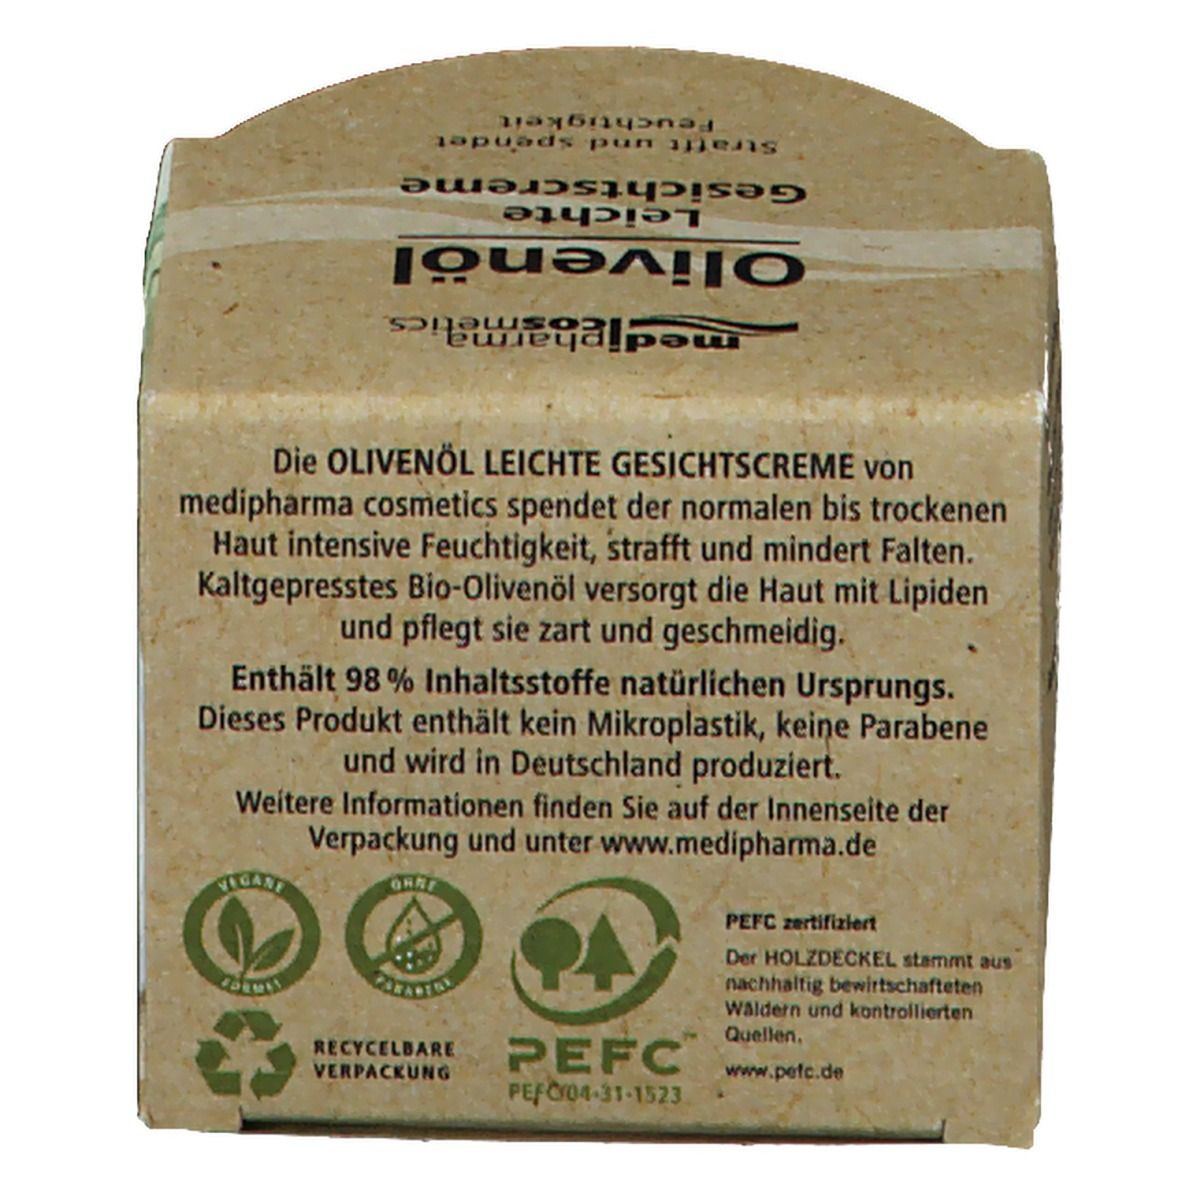 medipharma
cosmetics
Olivenöl
Leichte
Gesichtscreme
Strafft und spendet
Feuchtigkeit
Die OLIVENÖL LEICHTE GESICHTSCREME von
medipharma cosmetics spendet der normalen bis trockenen
Haut intensive Feuchtigkeit, strafft und mindert Falten.
Kaltgepresstes Bio-Olivenöl versorgt die Haut mit Lipiden
und pflegt sie zart und geschmeidig.
Enthält 98 % Inhaltsstoffe natürlichen Ursprungs.
Dieses Produkt enthält kein Mikroplastik, keine Parabene
und wird in Deutschland produziert.
Weitere Informationen finden Sie auf der Innenseite der
Verpackung und unter www.medipharma.de
VEGANE
FORMEL
OHNE
PARABENE
RECYCELBARE
VERPACKUNG
PEFC™
PEFC/04-31-1523
PEFC zertifiziert
Der HOLZDECKEL stammt aus
nachhaltig bewirtschafteten
Wäldern und kontrollierten
Quellen.
www.pefc.de